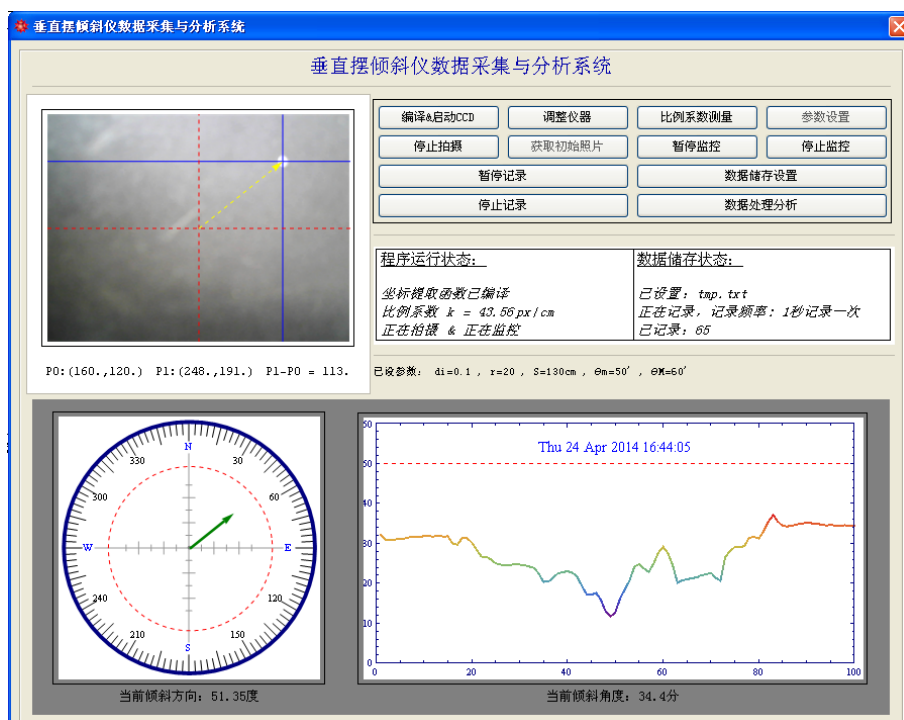 垂直摆倾斜仪数据采集与分析系统
垂直摆倾斜仪数据采集与分析系统
编译&启动CCD 调整仪器 比例系数测量 参数设置
停止拍摄 获取初始照片 暂停监控 停止监控
暂停记录 数据储存设置
停止记录 数据处理分析
程序运行状态：
坐标提取函数已编译
比例系数 k = 43.56px/cm
正在拍摄 & 正在监控
数据储存状态：
已设置：tmp.txt
正在记录，记录频率：1秒记录一次
已记录：65
P0:(160.,120.) P1:(248.,191.) P1-P0 = 113.
已设参数： di=0.1 , r=20 , S=130cm , θm=50′ , θM=60′
N
330 30
300 60
W E
240 120
210 150
S
当前倾斜方向：51.35度
Thu 24 Apr 2014 16:44:05
60
50
40
30
20
10
0
0 20 40 60 80 100
当前倾斜角度：34.4分